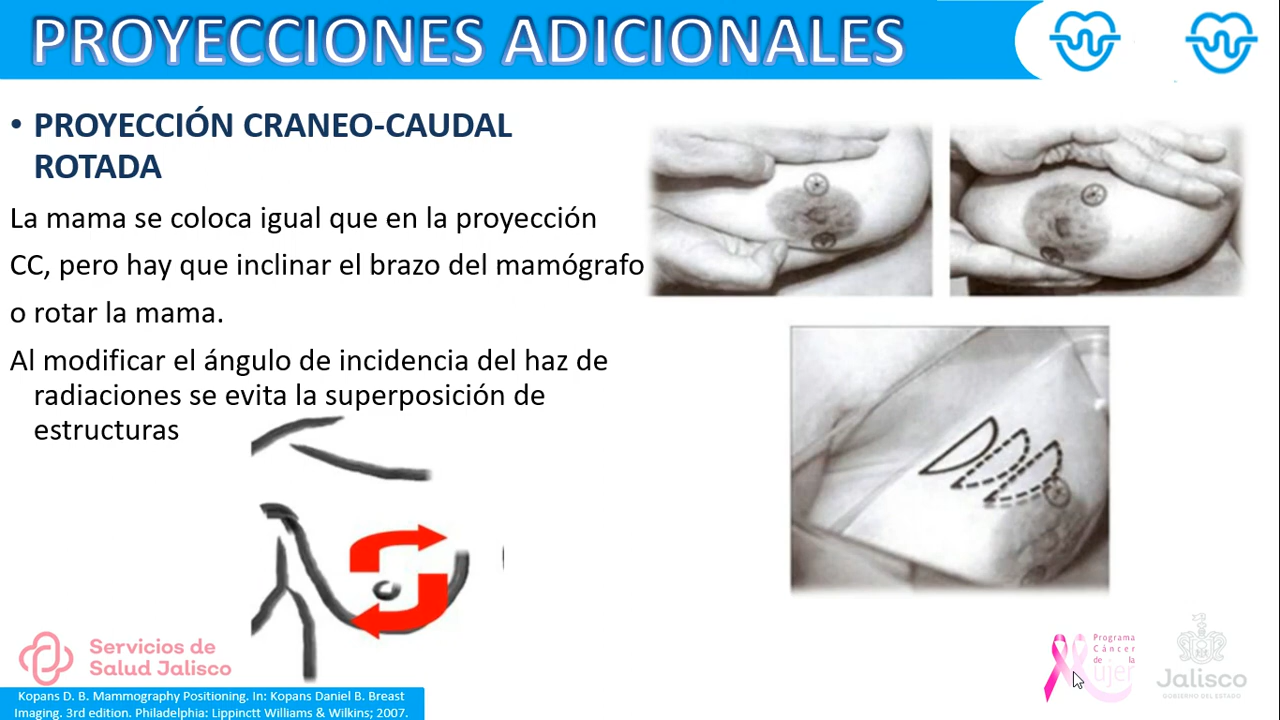 PROYECCIONES ADICIONALES
• PROYECCIÓN CRANEO-CAUDAL
ROTADA
La mama se coloca igual que en la proyección
CC, pero hay que inclinar el brazo del mamógrafo
o rotar la mama.
Al modificar el ángulo de incidencia del haz de
radiaciones se evita la superposición de
estructuras
Servicios de
Salud Jalisco
Kopans D. B. Mammography Positioning. In: Kopans Daniel B. Breast
Imaging. 3rd edition. Philadelphia: Lippinctt Williams & Wilkins; 2007.
Programa
Cáncer
de la
Mujer
Jalisco
GOBIERNO DEL ESTADO